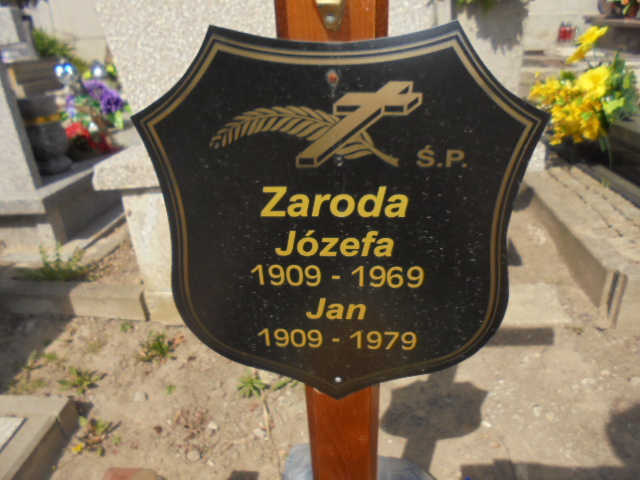 Ś.P.
Zaroda
Józefa
1909 - 1969
Jan
1909 - 1979